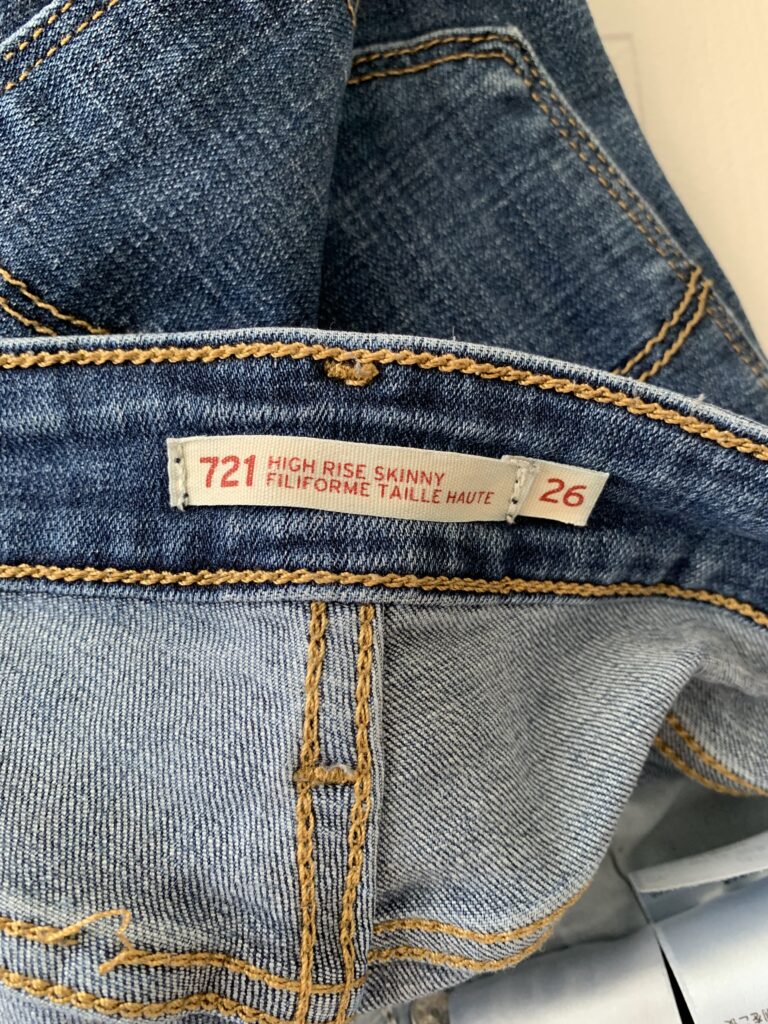 721 HIGH RISE SKINNY
FILIFORME TAILLE HAUTE
26